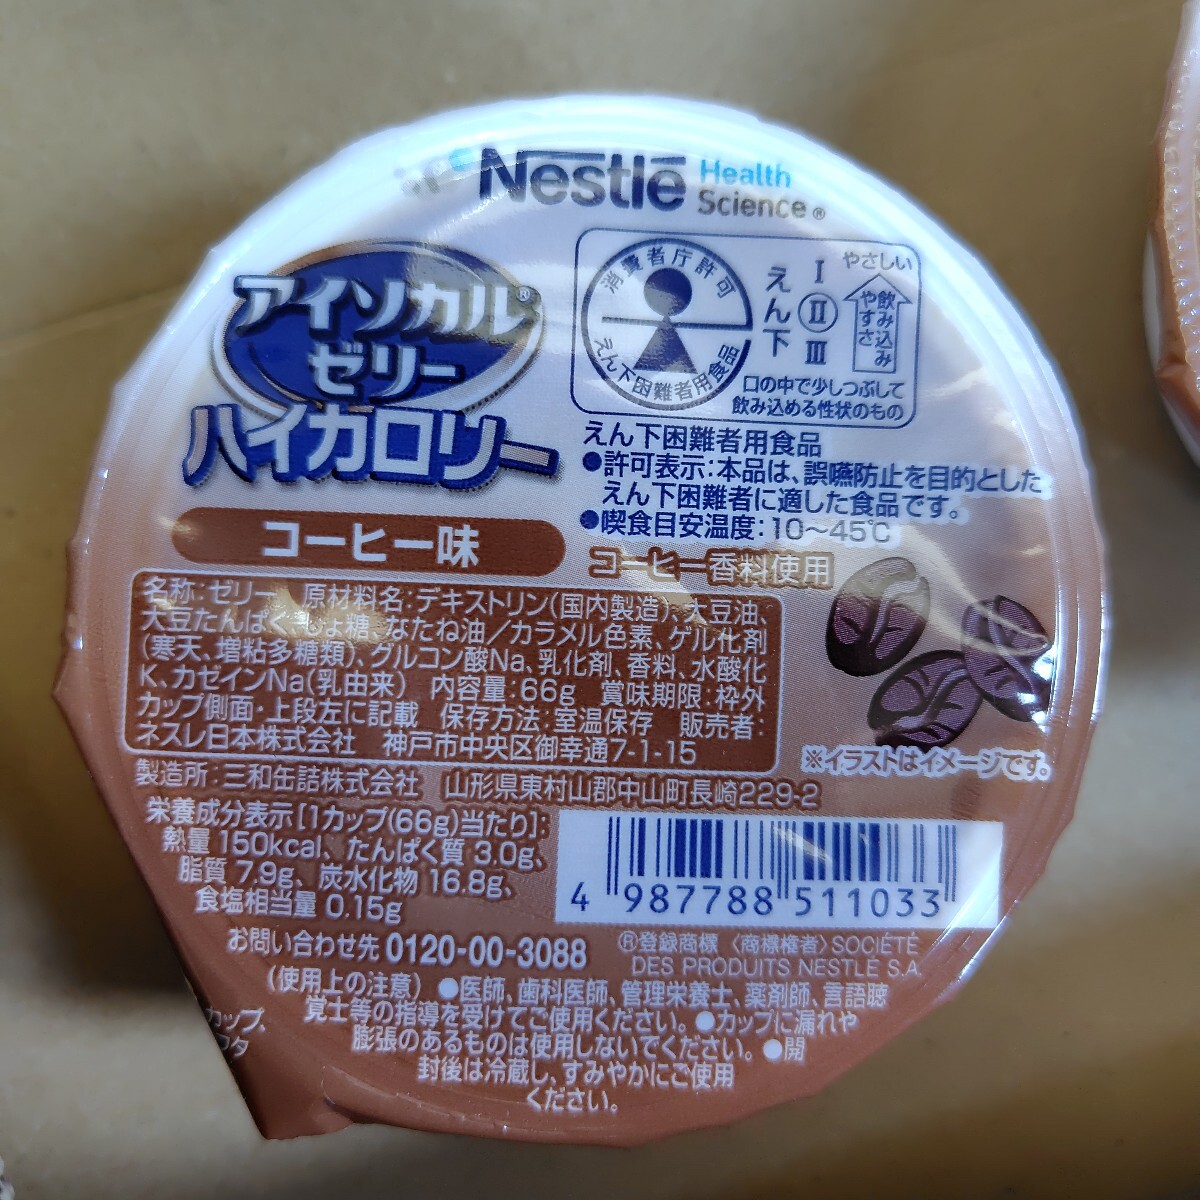 Nestlé Health Science®
アイソカル®
ゼリー
ハイカロリー
コーヒー味
消費者庁許可
えん下困難者用食品
えん下
I
II
III
やさしい
飲み込みやすさ
口の中で少しつぶして
飲み込める性状のもの
えん下困難者用食品
●許可表示:本品は、誤嚥防止を目的とした
えん下困難者に適した食品です。
●喫食目安温度:10〜45℃
コーヒー香料使用
名称:ゼリー 原材料名:デキストリン(国内製造)、大豆油、
大豆たんぱく、しょ糖、なたね油/カラメル色素、ゲル化剤
(寒天、増粘多糖類)、グルコン酸Na、乳化剤、香料、水酸化
K、カゼインNa(乳由来) 内容量:66g 賞味期限:枠外
カップ側面・上段左に記載 保存方法:室温保存 販売者:
ネスレ日本株式会社 神戸市中央区御幸通7-1-15
※イラストはイメージです。
製造所:三和缶詰株式会社 山形県東村山郡中山町長崎229-2
栄養成分表示[1カップ(66g)当たり]:
熱量 150kcal、たんぱく質 3.0g、
脂質 7.9g、炭水化物 16.8g、
食塩相当量 0.15g
4 987788 511033
お問い合わせ先 0120-00-3088
®登録商標〈商標権者〉SOCIÉTÉ
DES PRODUITS NESTLÉ S.A.
(使用上の注意) ●医師、歯科医師、管理栄養士、薬剤師、言語聴
覚士等の指導を受けてご使用ください。●カップに漏れや
膨張のあるものは使用しないでください。●開
封後は冷蔵し、すみやかにご使用
ください。
カップ、
フタ